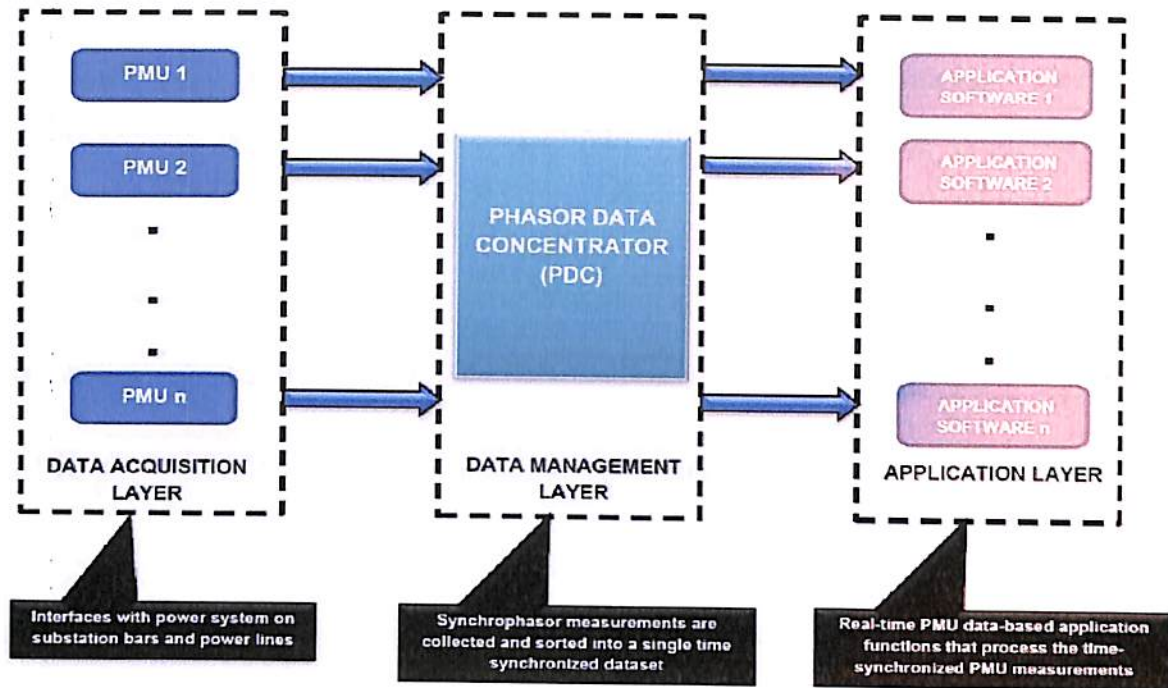 PMU 1
PMU 2
PMU n
DATA ACQUISITION
LAYER
Interfaces with power system on
substation bars and power lines
PHASOR DATA
CONCENTRATOR
(PDC)
DATA MANAGEMENT
LAYER
Synchrophasor measurements are
collected and sorted into a single time
synchronized dataset
APPLICATION
SOFTWARE 1
APPLICATION
SOFTWARE 2
APPLICATION
SOFTWARE n
APPLICATION LAYER
Real-time PMU data-based application
functions that process the time-
synchronized PMU measurements